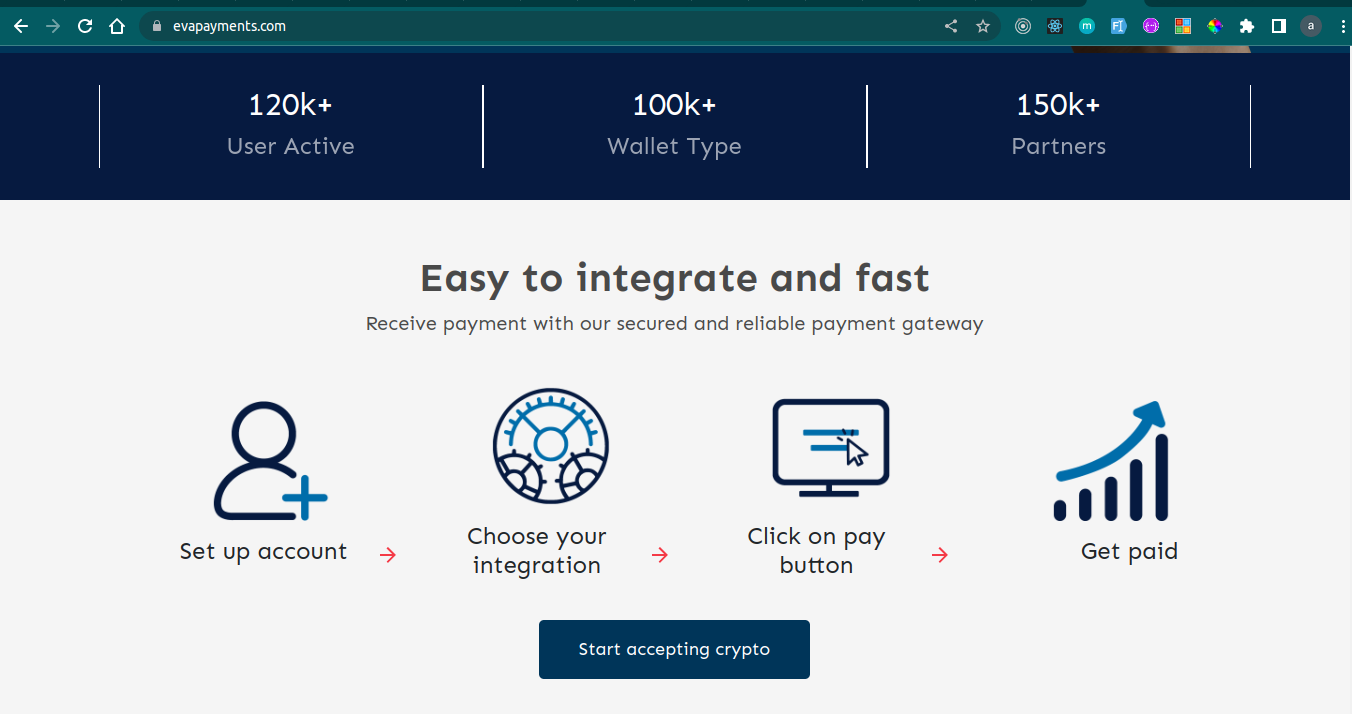 evapayments.com
m
a
120k+
100k+
150k+
User Active
Wallet Type
Partners
Easy to integrate and fast
Receive payment with our secured and reliable payment gateway
Set up account
Choose your
integration
Click on pay
button
Get paid
Start accepting crypto